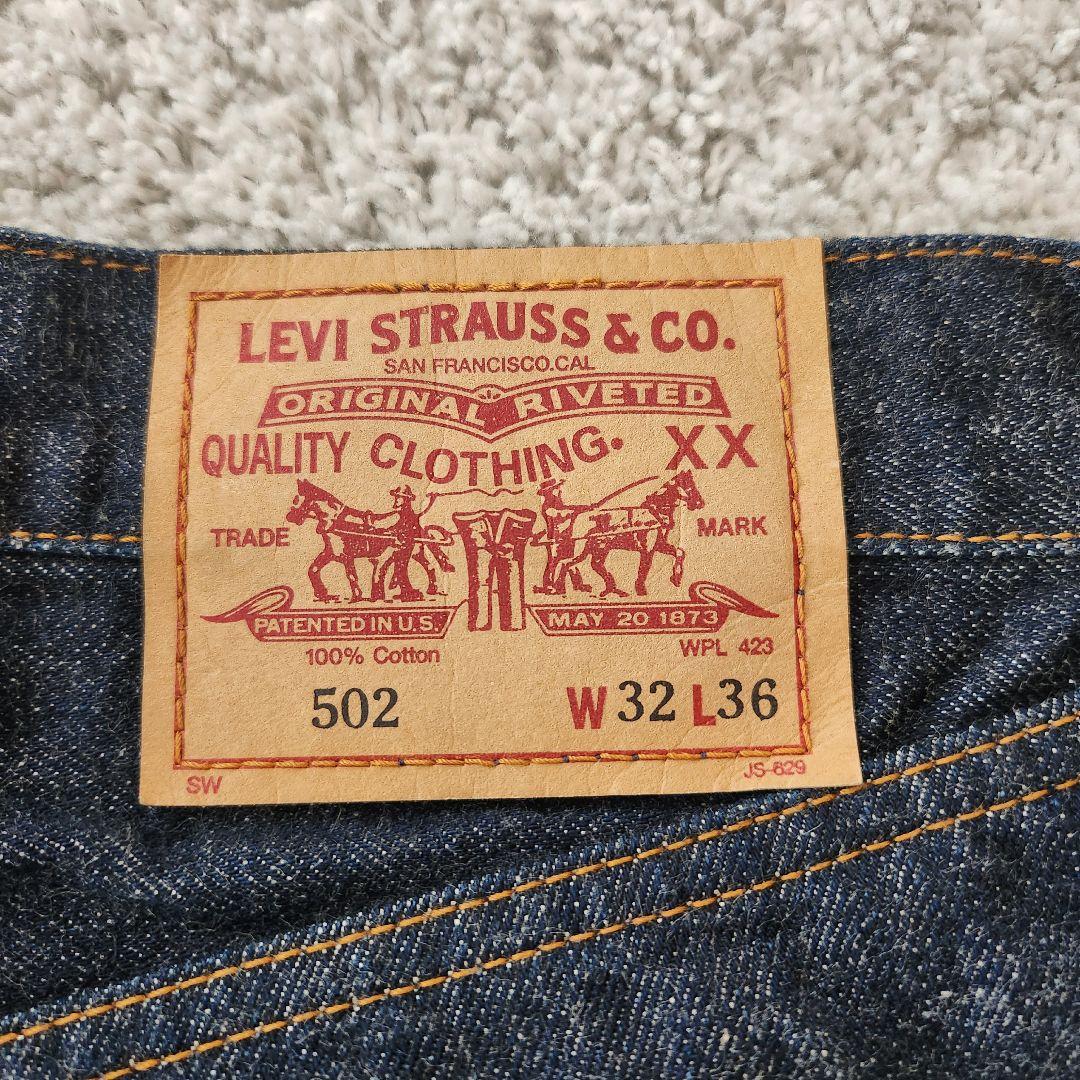 LEVI STRAUSS & CO.
SAN FRANCISCO.CAL
ORIGINAL RIVETED
QUALITY CLOTHING. XX
TRADE MARK
PATENTED IN U.S. MAY 20 1873
100% Cotton WPL 423
502 W 32 L 36
SW JS-629